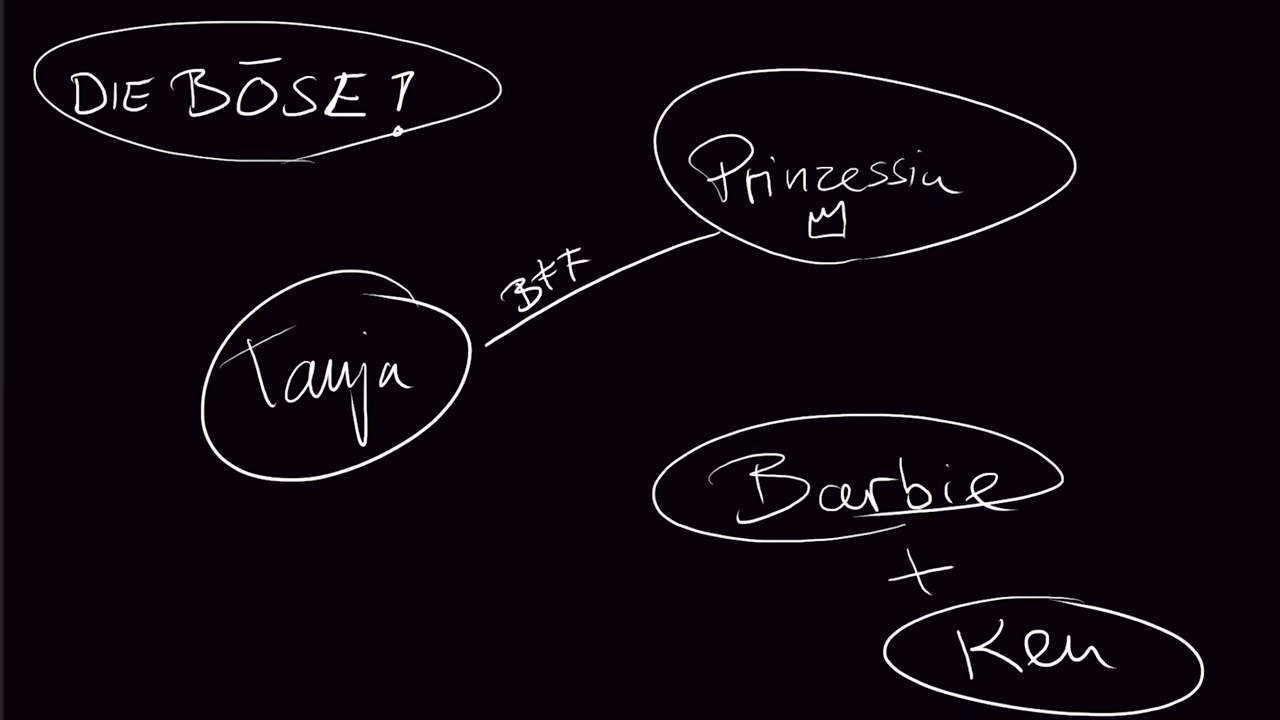 DIE BÖSE!
Prinzessin
BFF
Tanja
Barbie
+
Ken